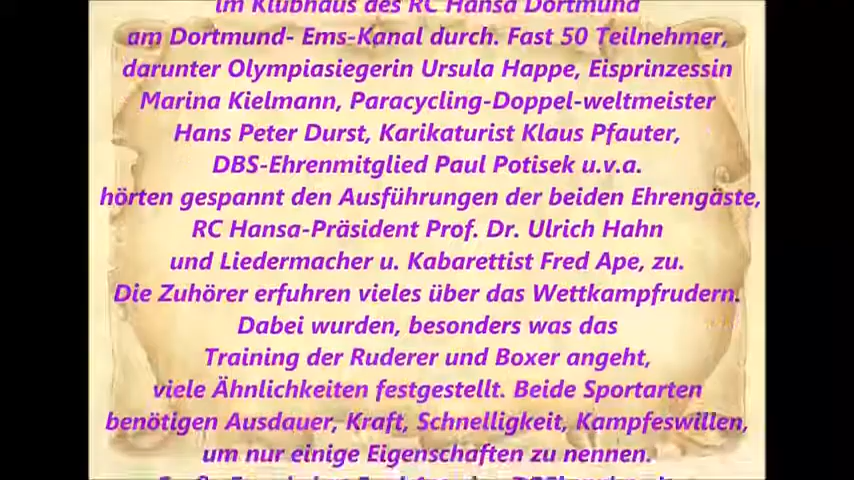 im Klubhaus des RC Hansa Dortmund
am Dortmund- Ems-Kanal durch. Fast 50 Teilnehmer,
darunter Olympiasiegerin Ursula Happe, Eisprinzessin
Marina Kielmann, Paracycling-Doppel-weltmeister
Hans Peter Durst, Karikaturist Klaus Pfauter,
DBS-Ehrenmitglied Paul Potisek u.v.a.
hörten gespannt den Ausführungen der beiden Ehrengäste,
RC Hansa-Präsident Prof. Dr. Ulrich Hahn
und Liedermacher u. Kabarettist Fred Ape, zu.
Die Zuhörer erfuhren vieles über das Wettkampfrudern.
Dabei wurden, besonders was das
Training der Ruderer und Boxer angeht,
viele Ähnlichkeiten festgestellt. Beide Sportarten
benötigen Ausdauer, Kraft, Schnelligkeit, Kampfeswillen,
um nur einige Eigenschaften zu nennen.